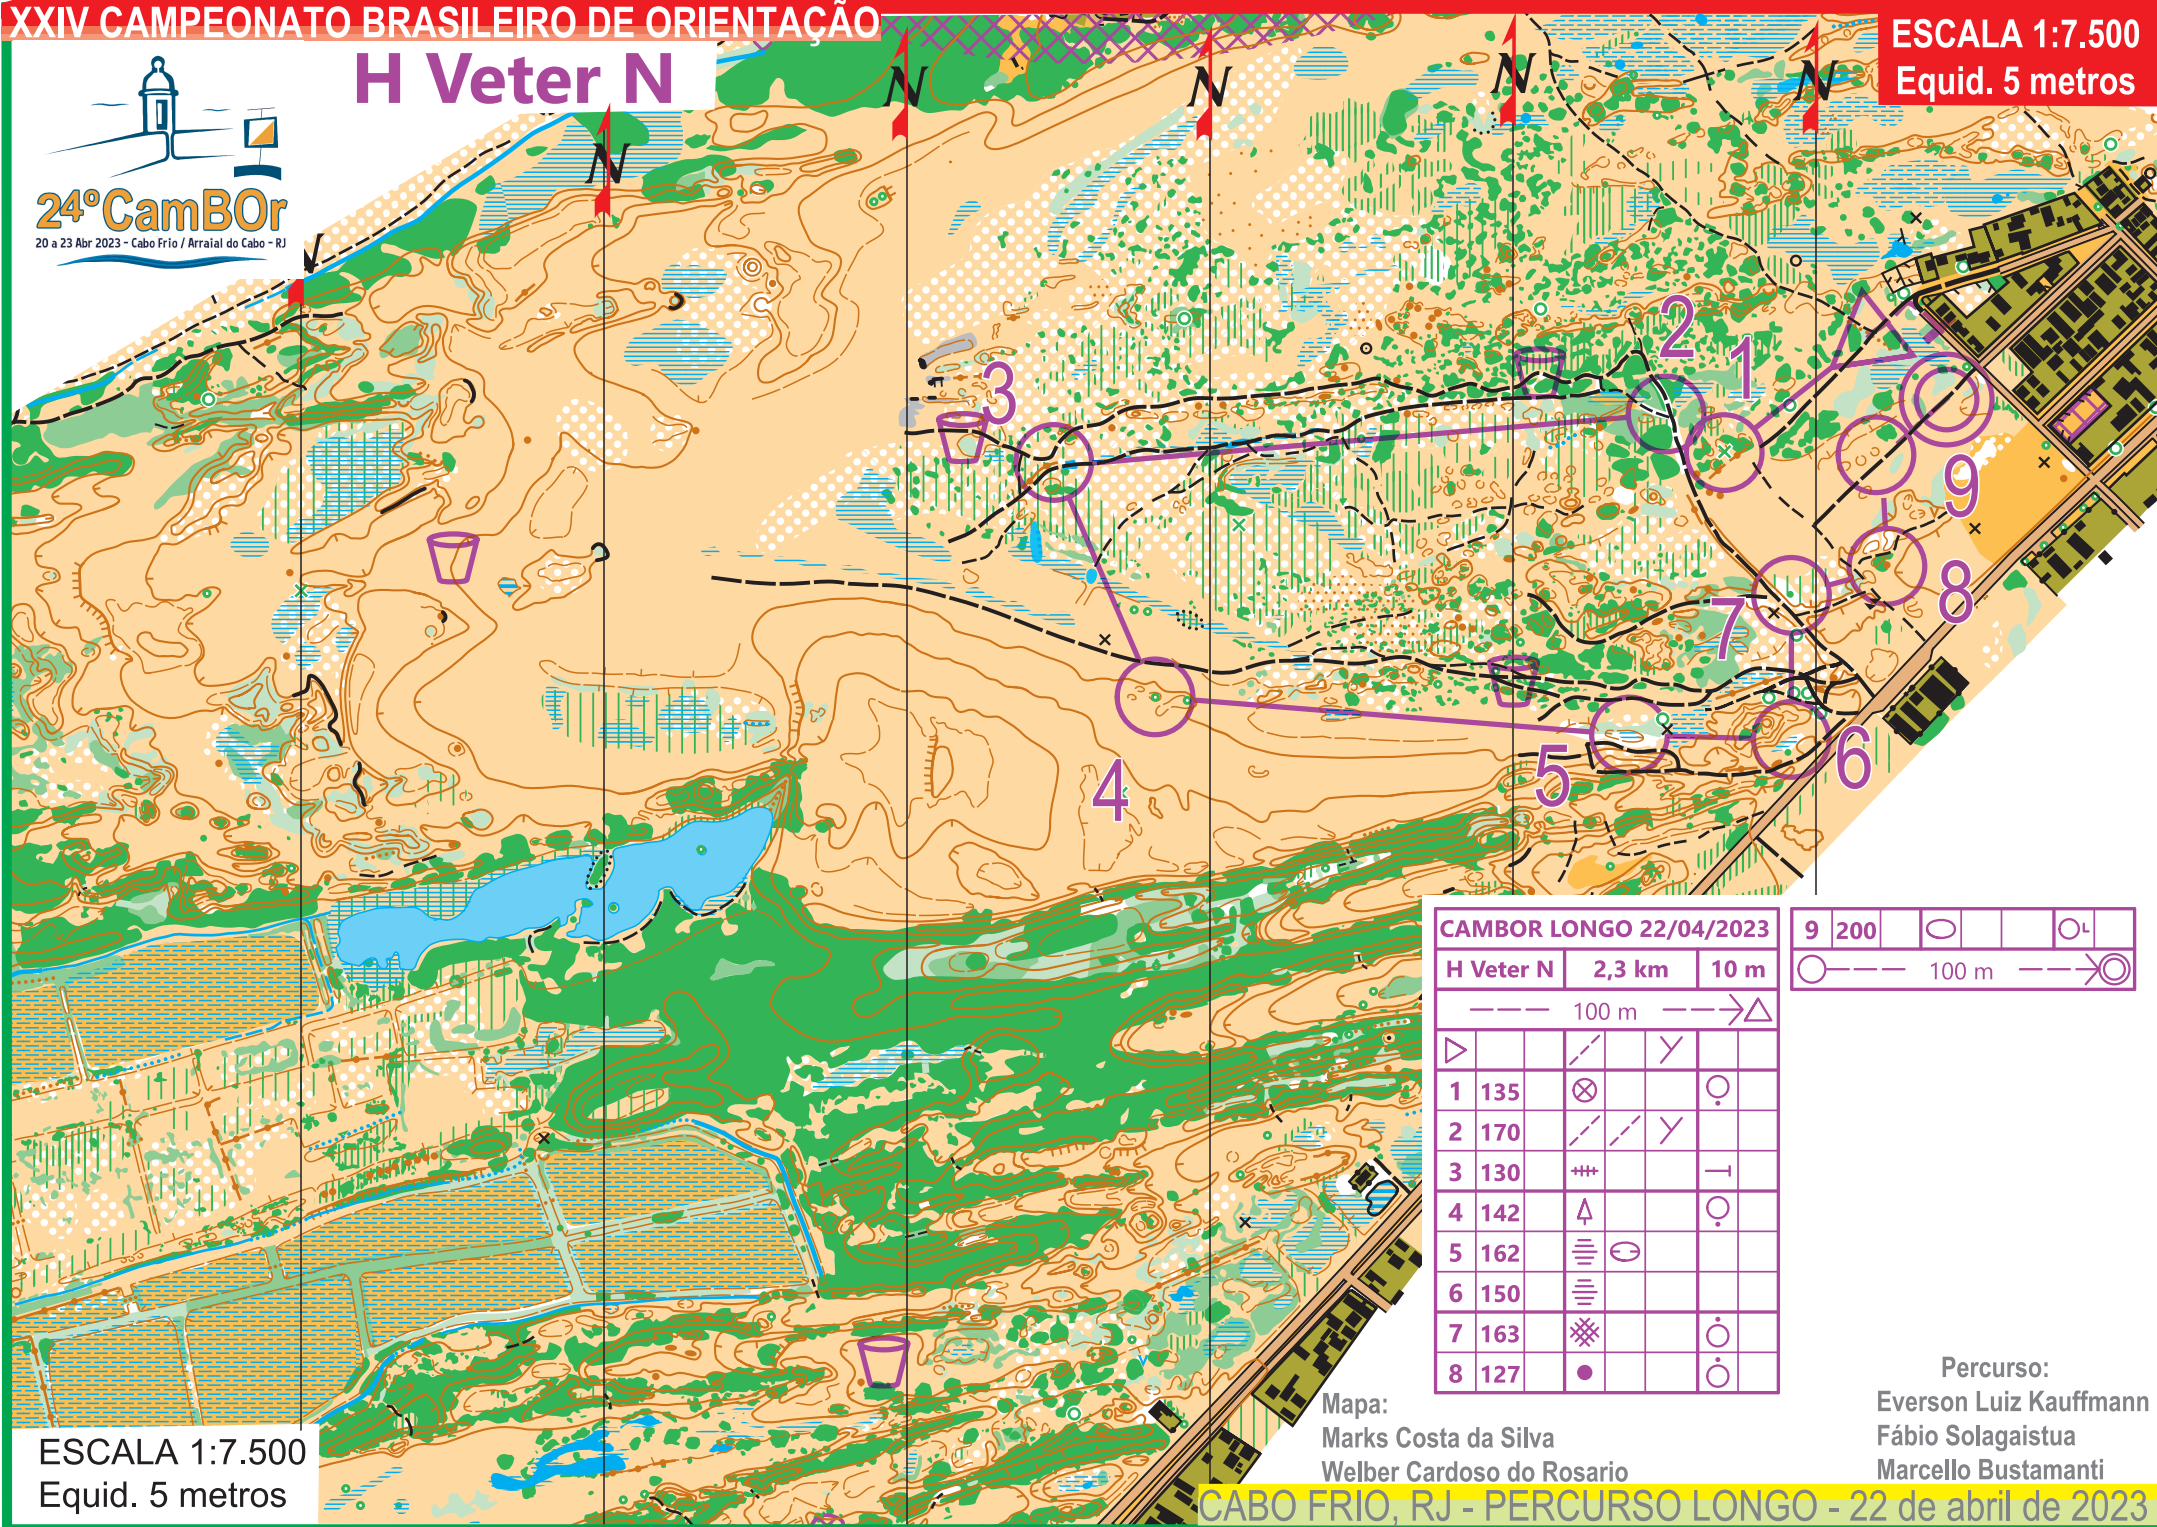 XXIV CAMPEONATO BRASILEIRO DE ORIENTAÇÃO
H Veter N
ESCALA 1:7.500
Equid. 5 metros
24º CamBOr
20 a 23 Abr 2023 - Cabo Frio / Arraial do Cabo - RJ
N
N
N
N
N
N
2
1
3
9
8
7
6
5
4
CAMBOR LONGO 22/04/2023
H Veter N 2,3 km 10 m
100 m
1 135
2 170
3 130
4 142
5 162
6 150
7 163
8 127
9 200 L
100 m
Mapa:
Marks Costa da Silva
Welber Cardoso do Rosario
Percurso:
Everson Luiz Kauffmann
Fábio Solagaistua
Marcello Bustamanti
ESCALA 1:7.500
Equid. 5 metros
CABO FRIO, RJ - PERCURSO LONGO - 22 de abril de 2023